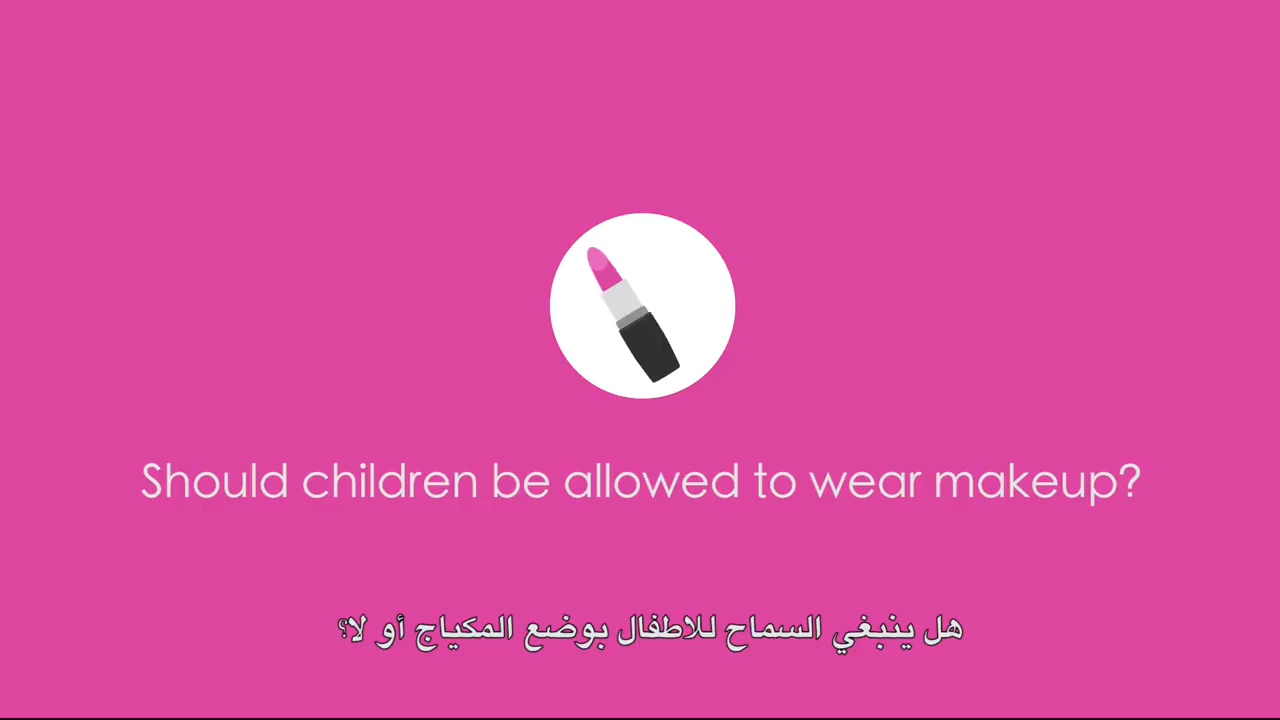 Should children be allowed to wear makeup?
هل ينبغي السماح للاطفال بوضع المكياج أو لا؟